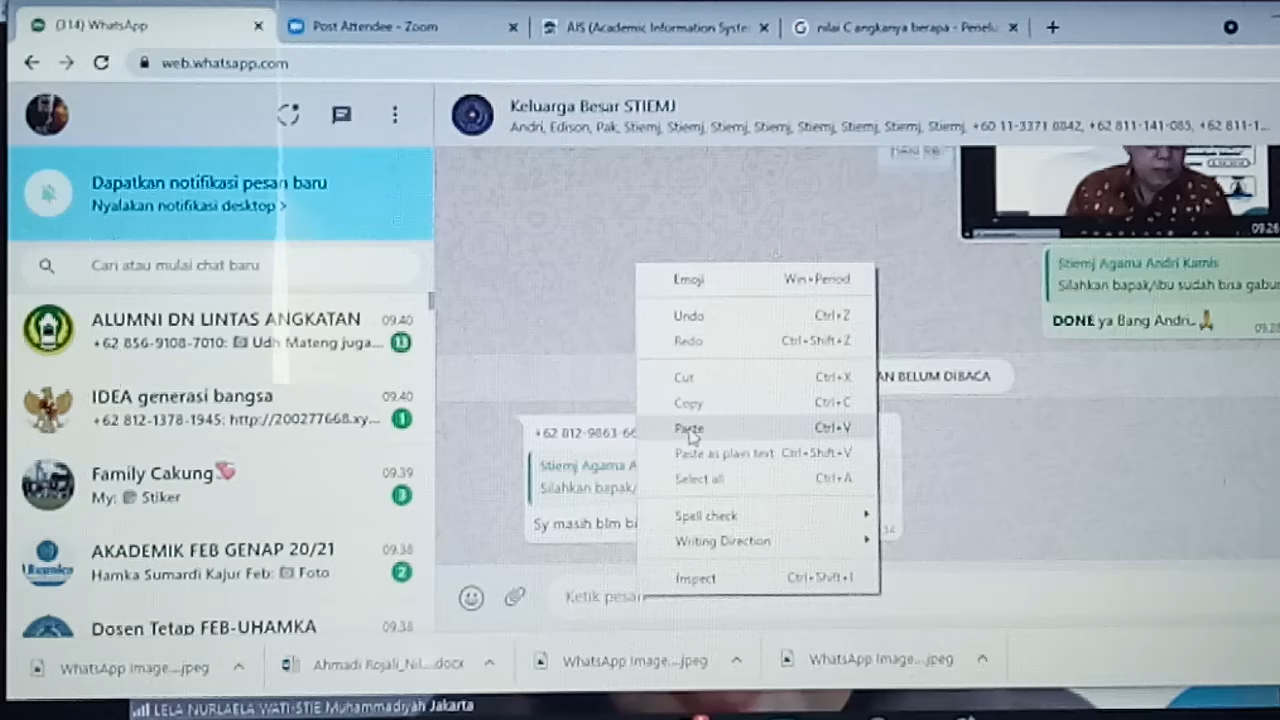 (314) WhatsApp
Post Attendee - Zoom
AIS (Academic Information Syste
nilai C angkanya berapa - Penelu
web.whatsapp.com
Keluarga Besar STIEMJ
Andri, Edison, Pak, Stiemj, Stiemj, Stiemj, Stiemj, Stiemj, Stiemj, Stiemj, Stiemj, +60 11-3371 8842, +62 811-141-085, +62 811-1...
Dapatkan notifikasi pesan baru
Nyalakan notifikasi desktop >
Cari atau mulai chat baru
ALUMNI DN LINTAS ANGKATAN 09.40
+62 856-9108-7010: Udh Mateng juga...
IDEA generasi bangsa 09.40
+62 812-1378-1945: http://200277668.xy... 1
Family Cakung 09.39
My: Stiker 3
AKADEMIK FEB GENAP 20/21 09.38
Hamka Sumardi Kajur Feb: Foto 2
Dosen Tetap FEB-UHAMKA 09.38
09.26
Stiemj Agama Andri Kamis
Silahkan bapak/ibu sudah bisa gabu
DONE ya Bang Andri..
AN BELUM DIBACA
+62 812-9863-66
Stiemj Agama A
Silahkan bapak/
Sy masih blm bi
Emoji Win+Period
Undo Ctrl+Z
Redo Ctrl+Shift+Z
Cut Ctrl+X
Copy Ctrl+C
Paste Ctrl+V
Paste as plain text Ctrl+Shift+V
Select all Ctrl+A
Spell check
Writing Direction
Inspect Ctrl+Shift+I
Ketik pesan
WhatsApp Image....jpeg
Ahmadi Rojali_Nil....docx
WhatsApp Image....jpeg
WhatsApp Image....jpeg
LELA NURLAELA WATI-STIE Muhammadiyah Jakarta